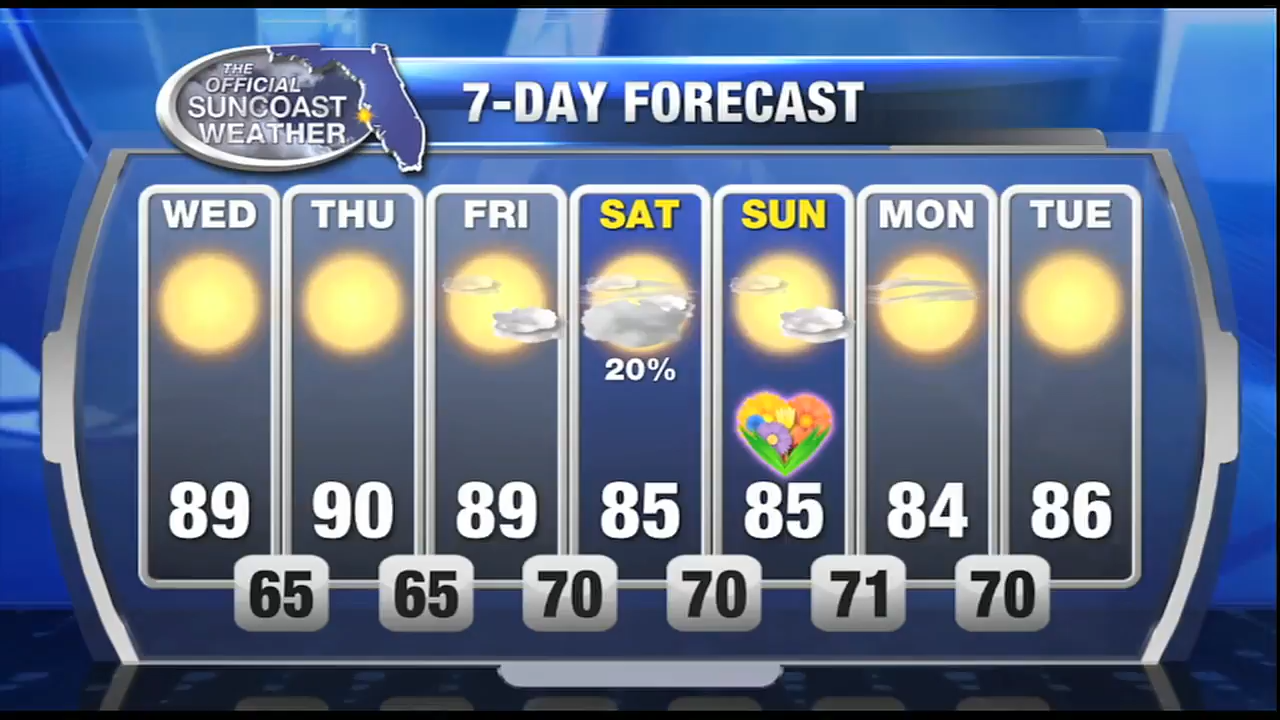 THE
OFFICIAL
SUNCOAST
WEATHER
7-DAY FORECAST
WED THU FRI SAT SUN MON TUE
20%
89 90 89 85 85 84 86
65 65 70 70 71 70